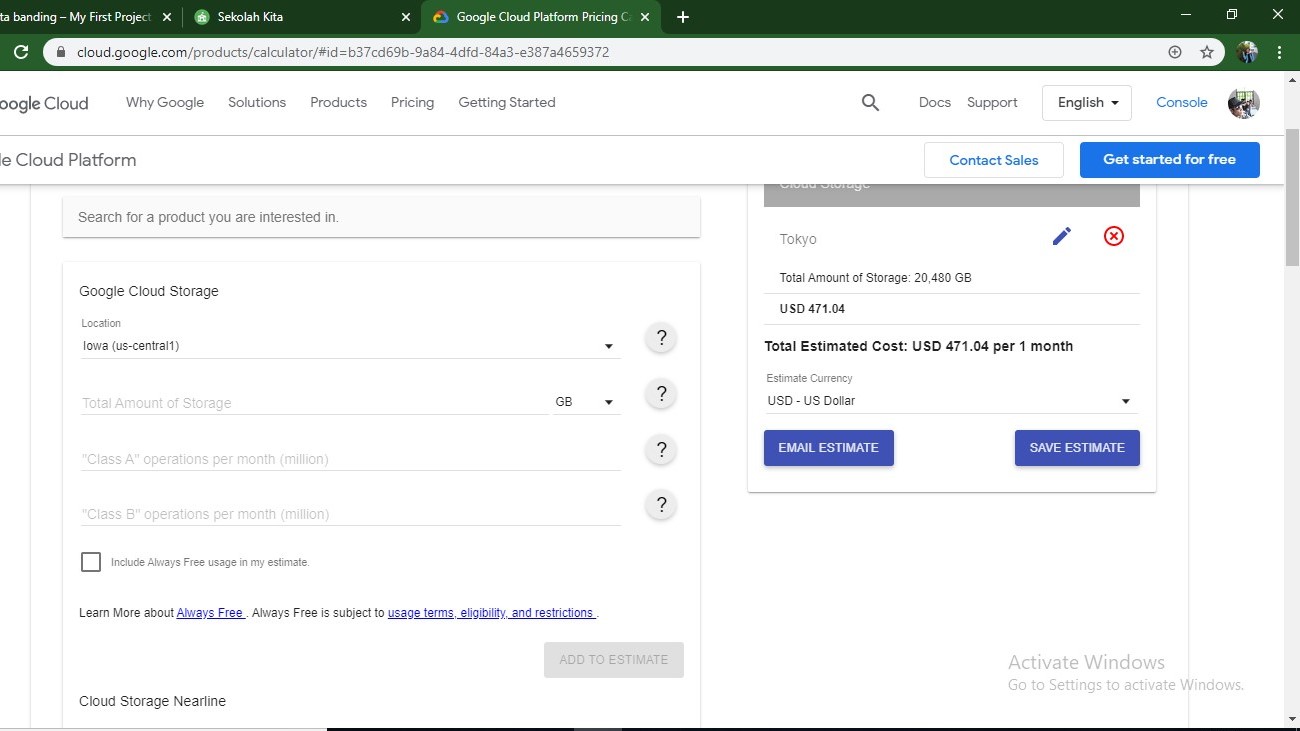 ta banding – My First Project
Sekolah Kita
Google Cloud Platform Pricing Ca
cloud.google.com/products/calculator/#id=b37cd69b-9a84-4dfd-84a3-e387a4659372
oogle Cloud
Why Google
Solutions
Products
Pricing
Getting Started
Docs
Support
English
Console
le Cloud Platform
Contact Sales
Get started for free
Search for a product you are interested in.
Google Cloud Storage
Location
Iowa (us-central1)
?
Total Amount of Storage
GB
?
"Class A" operations per month (million)
?
"Class B" operations per month (million)
?
Include Always Free usage in my estimate.
Learn More about Always Free . Always Free is subject to usage terms, eligibility, and restrictions .
ADD TO ESTIMATE
Cloud Storage Nearline
Cloud Storage
Tokyo
Total Amount of Storage: 20,480 GB
USD 471.04
Total Estimated Cost: USD 471.04 per 1 month
Estimate Currency
USD - US Dollar
EMAIL ESTIMATE
SAVE ESTIMATE
Activate Windows
Go to Settings to activate Windows.